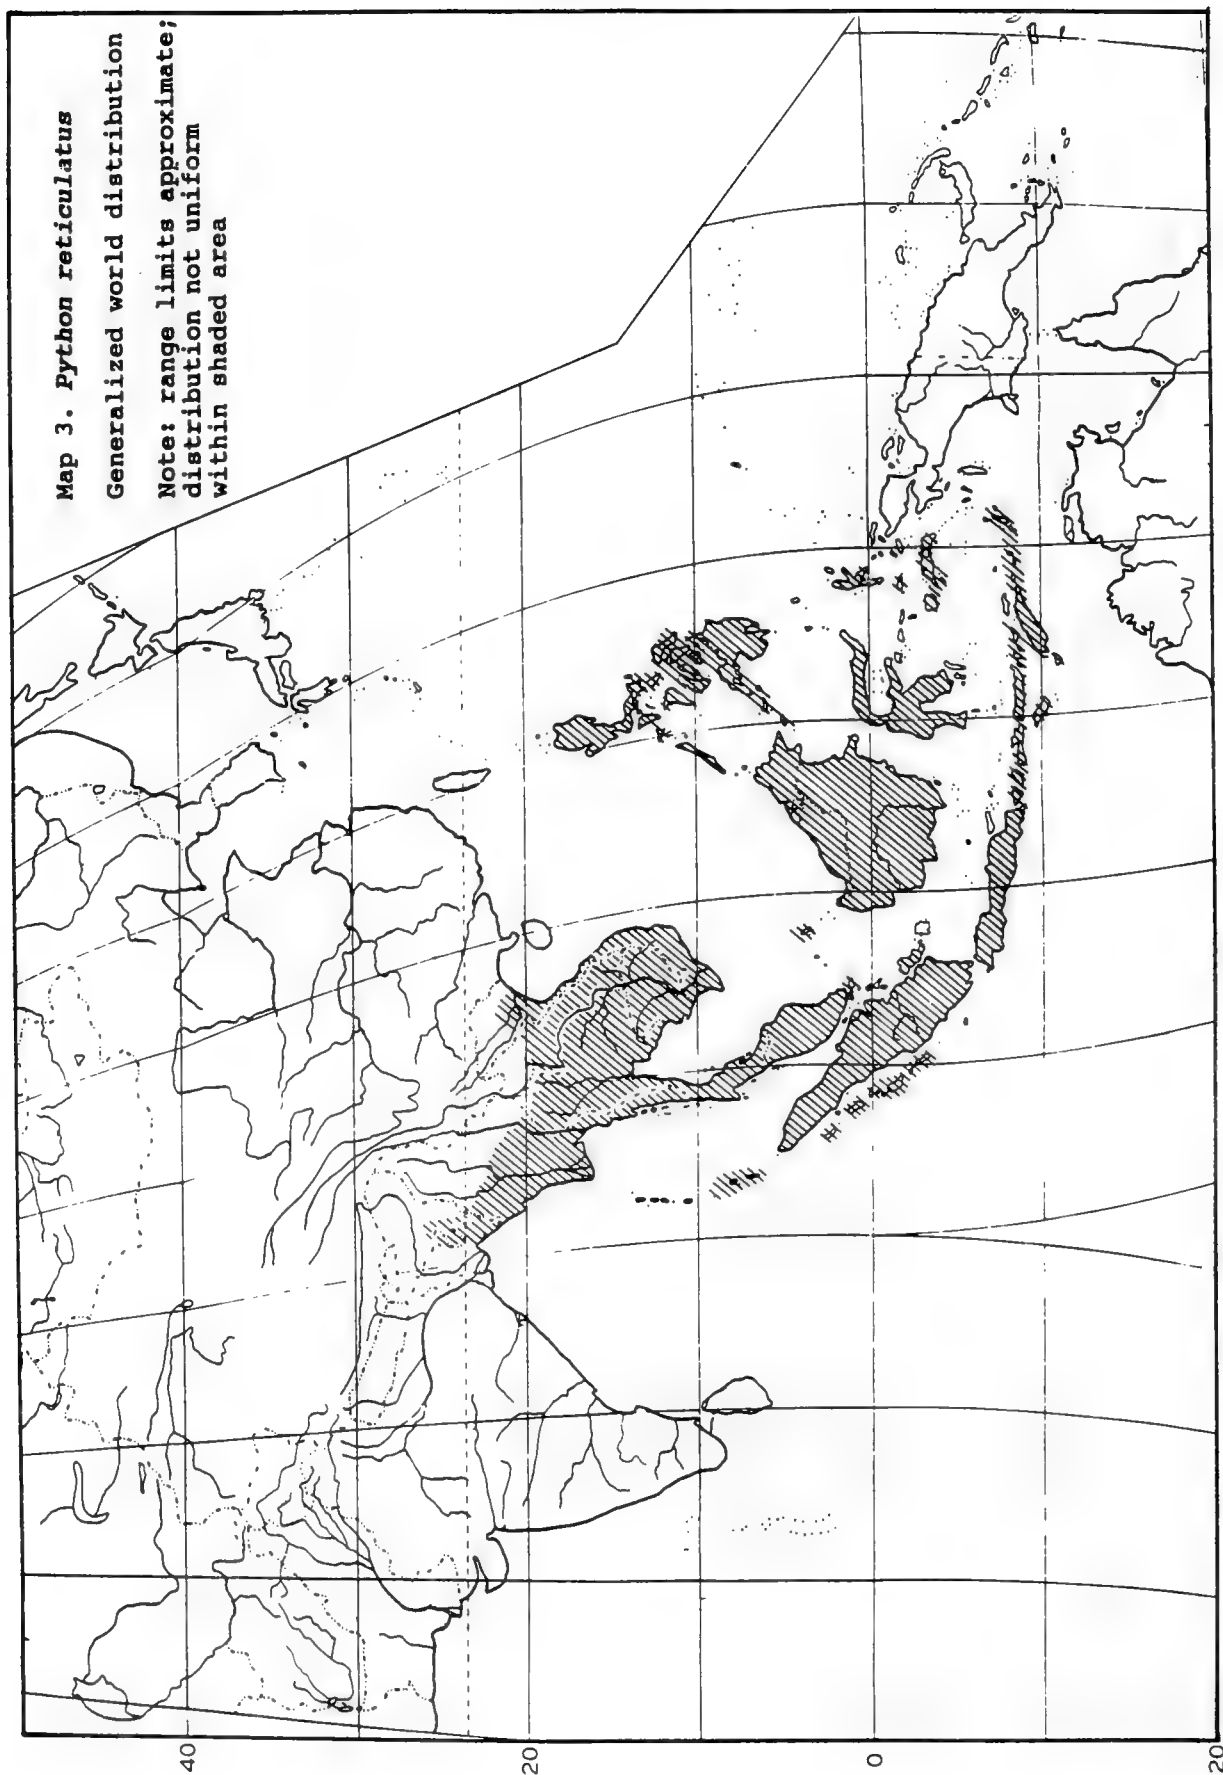 Map 3. Python reticulatus
Generalized world distribution
Note: range limits approximate;
distribution not uniform
within shaded area
40
20
0
20